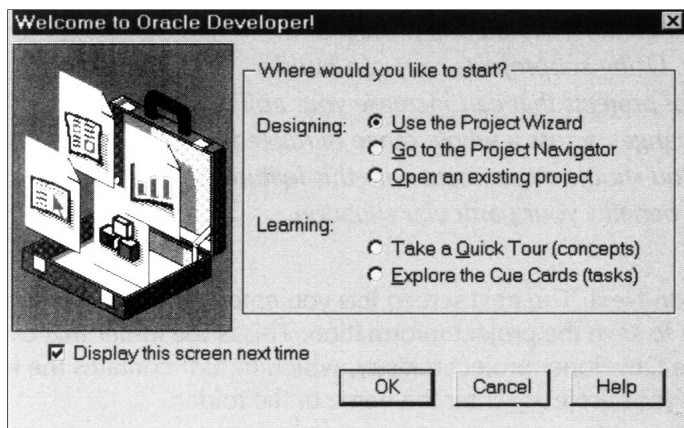 Welcome to Oracle Developer!
Where would you like to start?
Designing:
Use the Project Wizard
Go to the Project Navigator
Open an existing project
Learning:
Take a Quick Tour (concepts)
Explore the Cue Cards (tasks)
Display this screen next time
OK Cancel Help